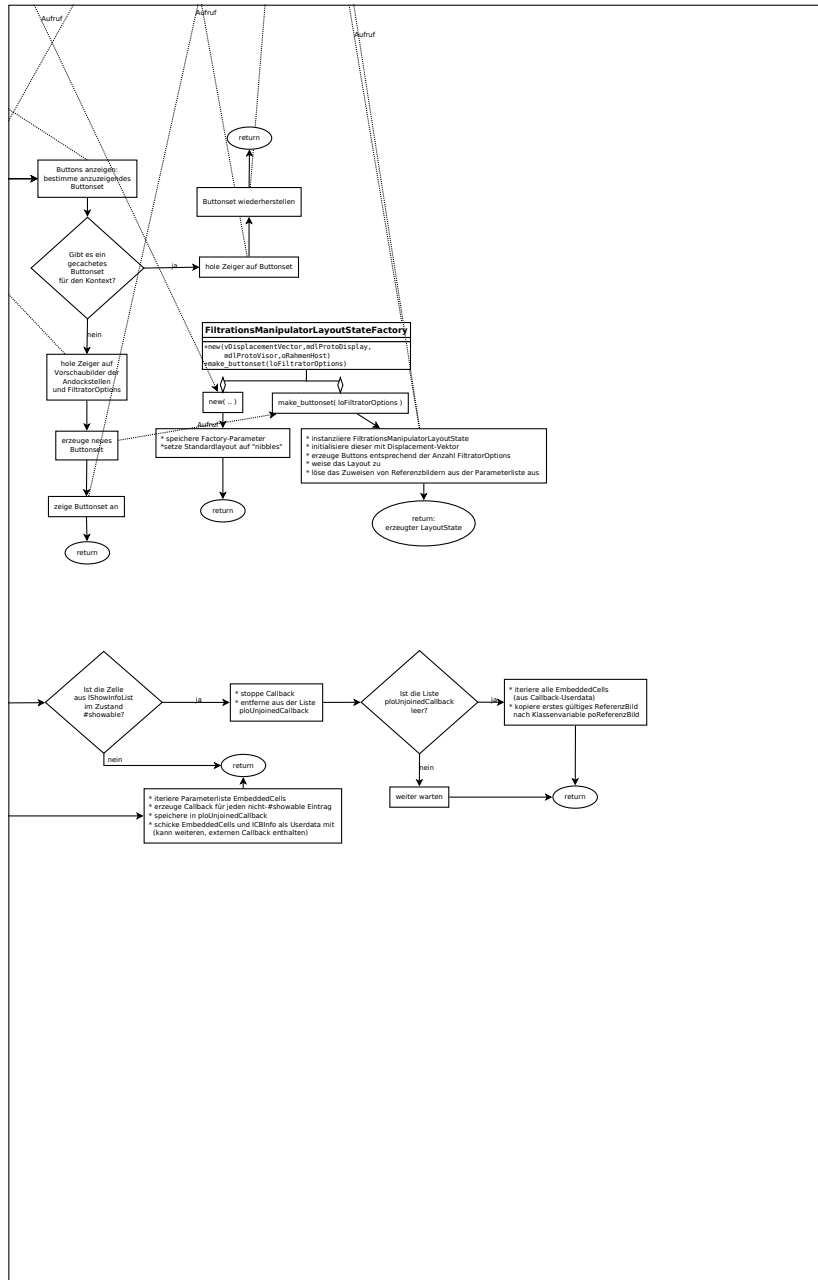 Aufruf
Aufruf
Aufruf
return
Buttons anzeigen:
bestimme anzuzeigendes
Buttonset
Buttonset wiederherstellen
Gibt es ein
gecachetes
Buttonset
für den Kontext?
ja
hole Zeiger auf Buttonset
nein
FiltrationsManipulatorLayoutStateFactory
+new(vDisplacementVector,mdlProtoDisplay,
mdlProtoVisor,oRahmenHost)
+make_buttonset(loFiltratorOptions)
hole Zeiger auf
Vorschaubilder der
Andockstellen
und FiltratorOptions
new( .. )
make_buttonset( loFiltratorOptions )
Aufruf
erzeuge neues
Buttonset
* speichere Factory-Parameter
*setze Standardlayout auf "nibbles"
* instanziiere FiltrationsManipulatorLayoutState
* initialisiere dieser mit Displacement-Vektor
* erzeuge Buttons entsprechend der Anzahl FiltratorOptions
* weise das Layout zu
* löse das Zuweisen von Referenzbildern aus der Parameterliste aus
zeige Buttonset an
return
return:
erzeugter LayoutState
return
Ist die Zelle
aus lShowInfoList
im Zustand
#showable?
ja
* stoppe Callback
* entferne aus der Liste
ploUnjoinedCallback
Ist die Liste
ploUnjoinedCallback
leer?
ja
* iteriere alle EmbeddedCells
(aus Callback-Userdata)
* kopiere erstes gültiges ReferenzBild
nach Klassenvariable poReferenzBild
nein
return
nein
* iteriere Parameterliste EmbeddedCells
* erzeuge Callback für jeden nicht-#showable Eintrag
* speichere in ploUnjoinedCallback
* schicke EmbeddedCells und lCBInfo als Userdata mit
(kann weiteren, externen Callback enthalten)
weiter warten
return